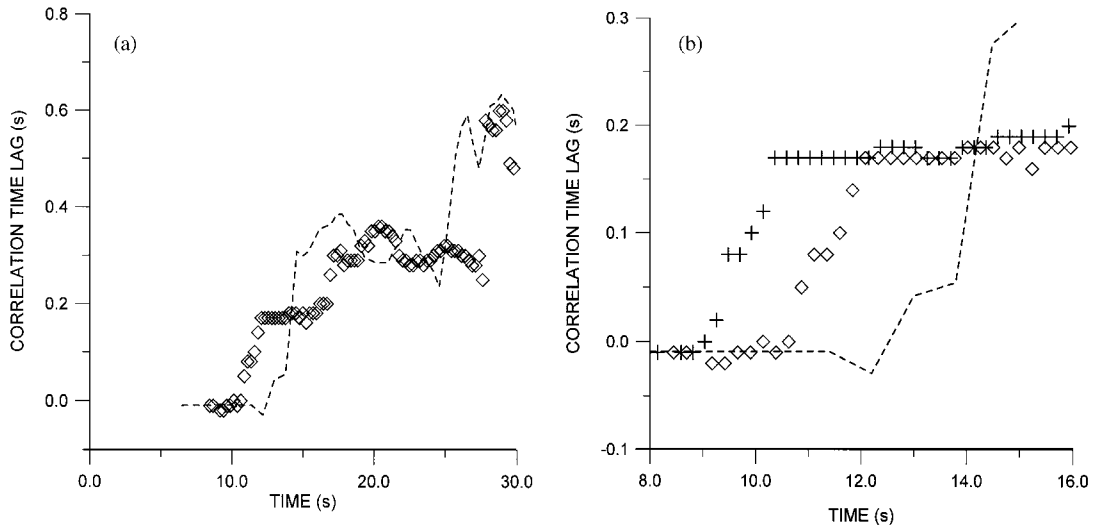 (a)
CORRELATION TIME LAG (s)
0.8
0.6
0.4
0.2
0.0
0.0 10.0 20.0 30.0
TIME (s)
(b)
CORRELATION TIME LAG (s)
0.3
0.2
0.1
0.0
-0.1
8.0 10.0 12.0 14.0 16.0
TIME (s)